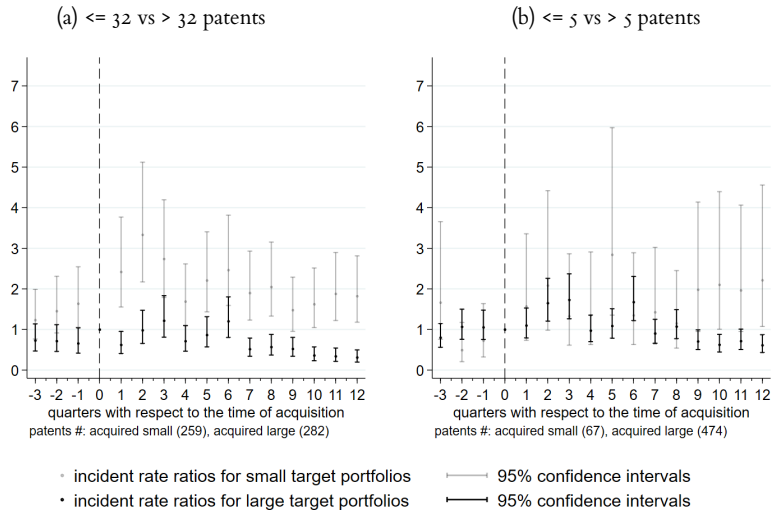 (a) <= 32 vs > 32 patents
(b) <= 5 vs > 5 patents
7
6
5
4
3
2
1
0
-3 -2 -1 0 1 2 3 4 5 6 7 8 9 10 11 12
quarters with respect to the time of acquisition
patents #: acquired small (259), acquired large (282)
7
6
5
4
3
2
1
0
-3 -2 -1 0 1 2 3 4 5 6 7 8 9 10 11 12
quarters with respect to the time of acquisition
patents #: acquired small (67), acquired large (474)
incident rate ratios for small target portfolios 95% confidence intervals
incident rate ratios for large target portfolios 95% confidence intervals